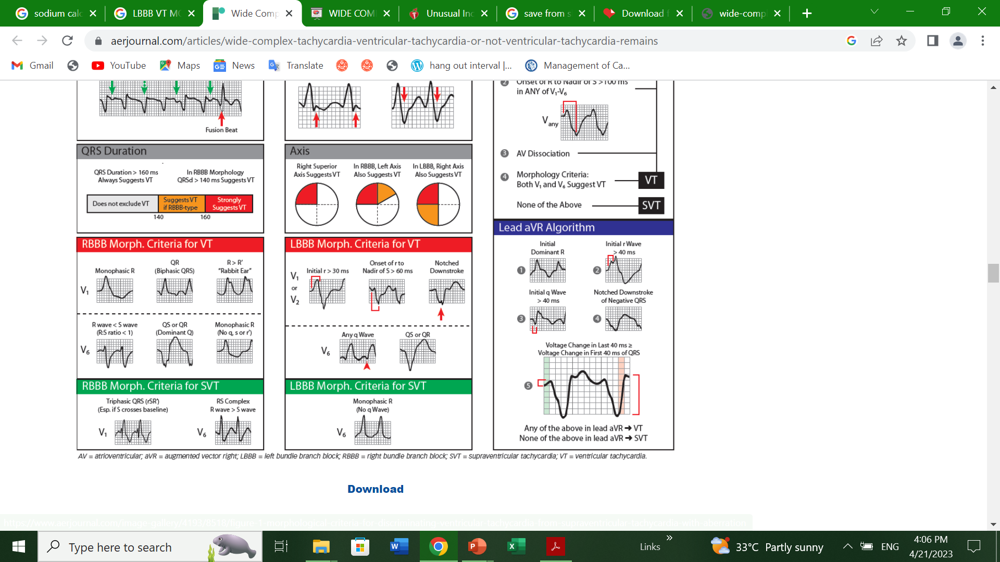 sodium calc
LBBB VT M
Wide Comp
WIDE COM
Unusual Inc
save from s
Download f
wide-compl
aerjournal.com/articles/wide-complex-tachycardia-ventricular-tachycardia-or-not-ventricular-tachycardia-remains
Gmail
YouTube
Maps
News
Translate
hang out interval |...
Management of Ca...
Fusion Beat
QRS Duration
QRS Duration > 160 ms
Always Suggests VT
In RBBB Morphology
QRSd > 140 ms Suggests VT
Does not exclude VT
Suggests VT
if RBBB-type
Strongly
Suggests VT
140
160
RBBB Morph. Criteria for VT
Monophasic R
QR
(Biphasic QRS)
R > R'
"Rabbit Ear"
V1
R wave < S wave
(R:S ratio < 1)
QS or QR
(Dominant Q)
Monophasic R
(No q, s or r')
V6
RBBB Morph. Criteria for SVT
Triphasic QRS (rSR')
(Esp. if S crosses baseline)
RS Complex
R wave > S wave
V1
V6
Axis
Right Superior
Axis Suggests VT
In RBBB, Left Axis
Also Suggests VT
In LBBB, Right Axis
Also Suggests VT
LBBB Morph. Criteria for VT
V1
or
V2
Initial r > 30 ms
Onset of r to
Nadir of S > 60 ms
Notched
Downstroke
Any q Wave
QS or QR
V6
LBBB Morph. Criteria for SVT
Monophasic R
(No q Wave)
V6
2 Onset of R to Nadir of S >100 ms
in ANY of V1-V6
Vany
3 AV Dissociation
4 Morphology Criteria:
Both V1 and V6 Suggest VT
VT
None of the Above
SVT
Lead aVR Algorithm
Initial
Dominant R
Initial r Wave
> 40 ms
1
2
Initial q Wave
> 40 ms
Notched Downstroke
of Negative QRS
3
4
Voltage Change in Last 40 ms ≥
Voltage Change in First 40 ms of QRS
5
Any of the above in lead aVR ➔ VT
None of the above in lead aVR ➔ SVT
AV = atrioventricular; aVR = augmented vector right; LBBB = left bundle branch block; RBBB = right bundle branch block; SVT = supraventricular tachycardia; VT = ventricular tachycardia.
Download
https://www.aerjournal.com/image-gallery/4193/8518/figure-1-morphological-criteria-for-discriminating-ventricular-tachycardia-from-supraventricular-tachycardia-with-aberration
Type here to search
Links
33°C Partly sunny
ENG
4:06 PM
4/21/2023